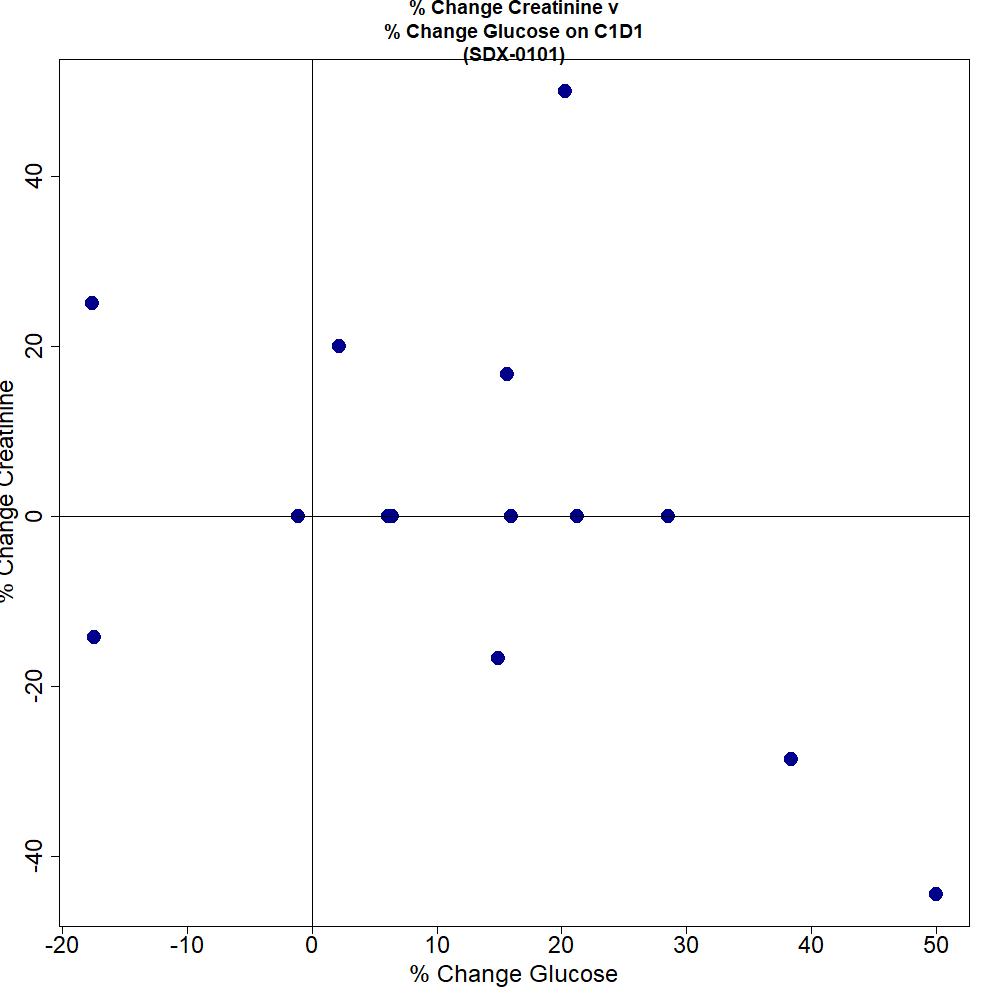 % Change Creatinine v
% Change Glucose on C1D1
(SDX-0101)
% Change Creatinine
40
20
0
-20
-40
-20
-10
0
10
20
30
40
50
% Change Glucose